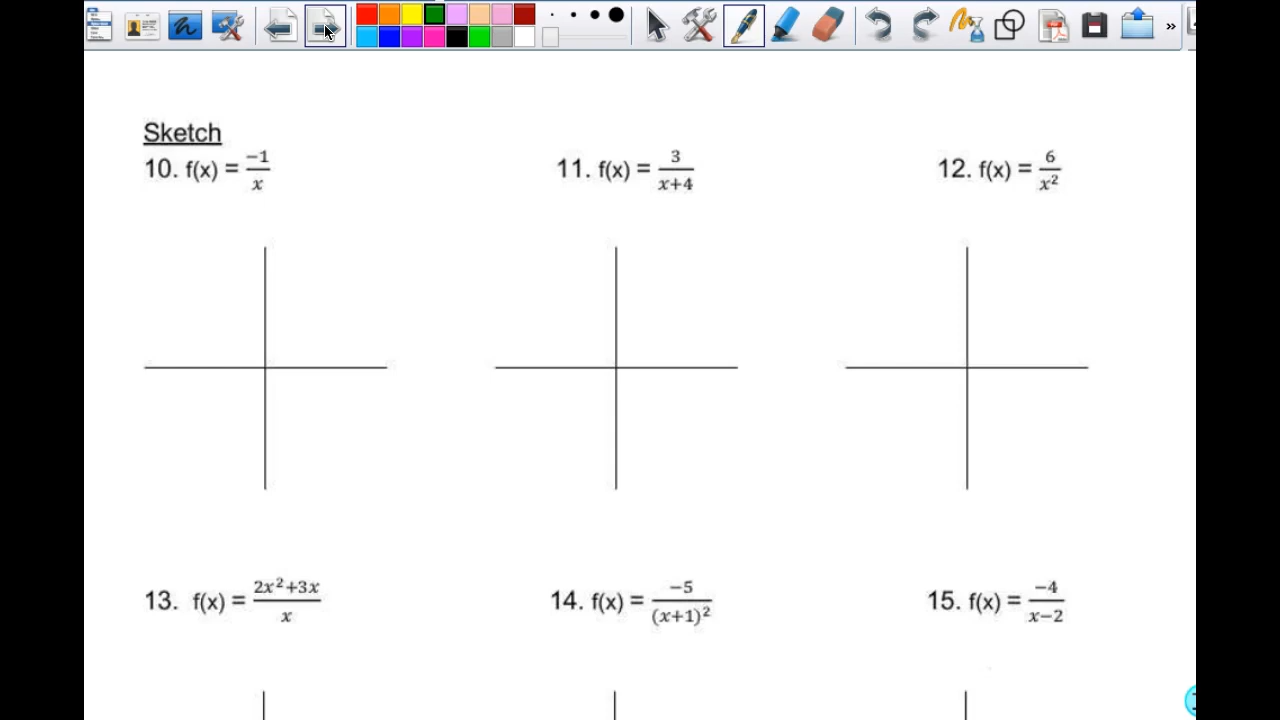 Sketch
10. f(x) = −1/x
11. f(x) = 3/(x+4)
12. f(x) = 6/x²
13. f(x) = (2x²+3x)/x
14. f(x) = −5/(x+1)²
15. f(x) = −4/(x−2)